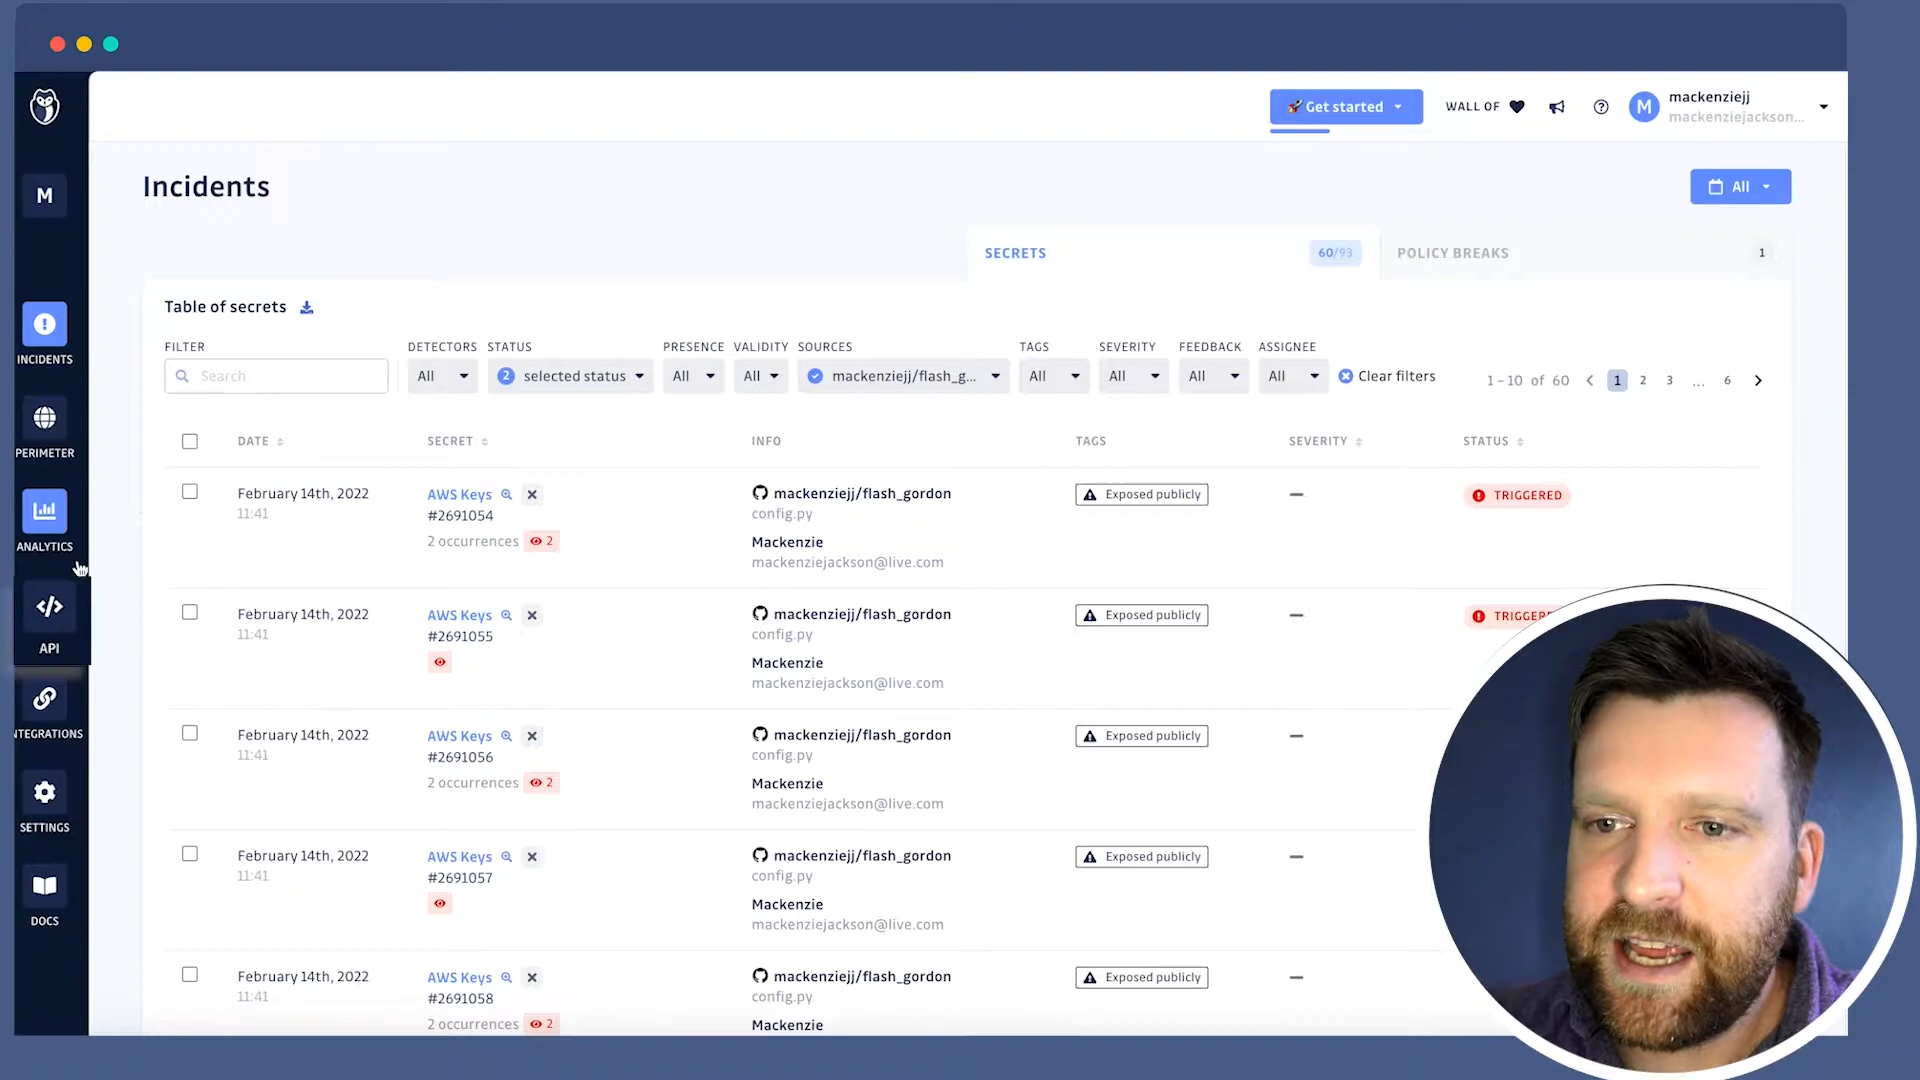 Get started
WALL OF
M
mackenziejj
mackenziejackson...
M
INCIDENTS
PERIMETER
ANALYTICS
API
NTEGRATIONS
SETTINGS
DOCS
Incidents
All
SECRETS
60/93
POLICY BREAKS
1
Table of secrets
FILTER
DETECTORS
STATUS
PRESENCE
VALIDITY
SOURCES
TAGS
SEVERITY
FEEDBACK
ASSIGNEE
Search
All
2 selected status
All
All
mackenziejj/flash_g...
All
All
All
All
Clear filters
1-10 of 60
1
2
3
...
6
DATE
SECRET
INFO
TAGS
SEVERITY
STATUS
February 14th, 2022
11:41
AWS Keys
#2691054
2 occurrences
2
mackenziejj/flash_gordon
config.py
Mackenzie
mackenziejackson@live.com
Exposed publicly
—
TRIGGERED
February 14th, 2022
11:41
AWS Keys
#2691055
mackenziejj/flash_gordon
config.py
Mackenzie
mackenziejackson@live.com
Exposed publicly
—
February 14th, 2022
11:41
AWS Keys
#2691056
2 occurrences
2
mackenziejj/flash_gordon
config.py
Mackenzie
mackenziejackson@live.com
Exposed publicly
—
February 14th, 2022
11:41
AWS Keys
#2691057
mackenziejj/flash_gordon
config.py
Mackenzie
mackenziejackson@live.com
Exposed publicly
—
February 14th, 2022
11:41
AWS Keys
#2691058
2 occurrences
2
mackenziejj/flash_gordon
config.py
Mackenzie
Exposed publicly
—